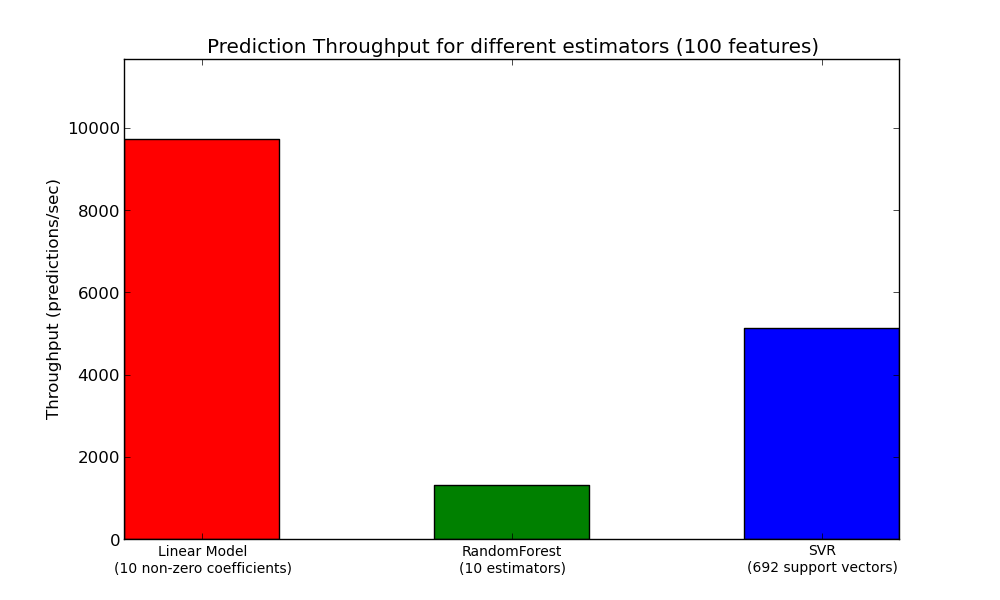 Prediction Throughput for different estimators (100 features)
Throughput (predictions/sec)
10000
8000
6000
4000
2000
0
Linear Model
(10 non-zero coefficients)
RandomForest
(10 estimators)
SVR
(692 support vectors)